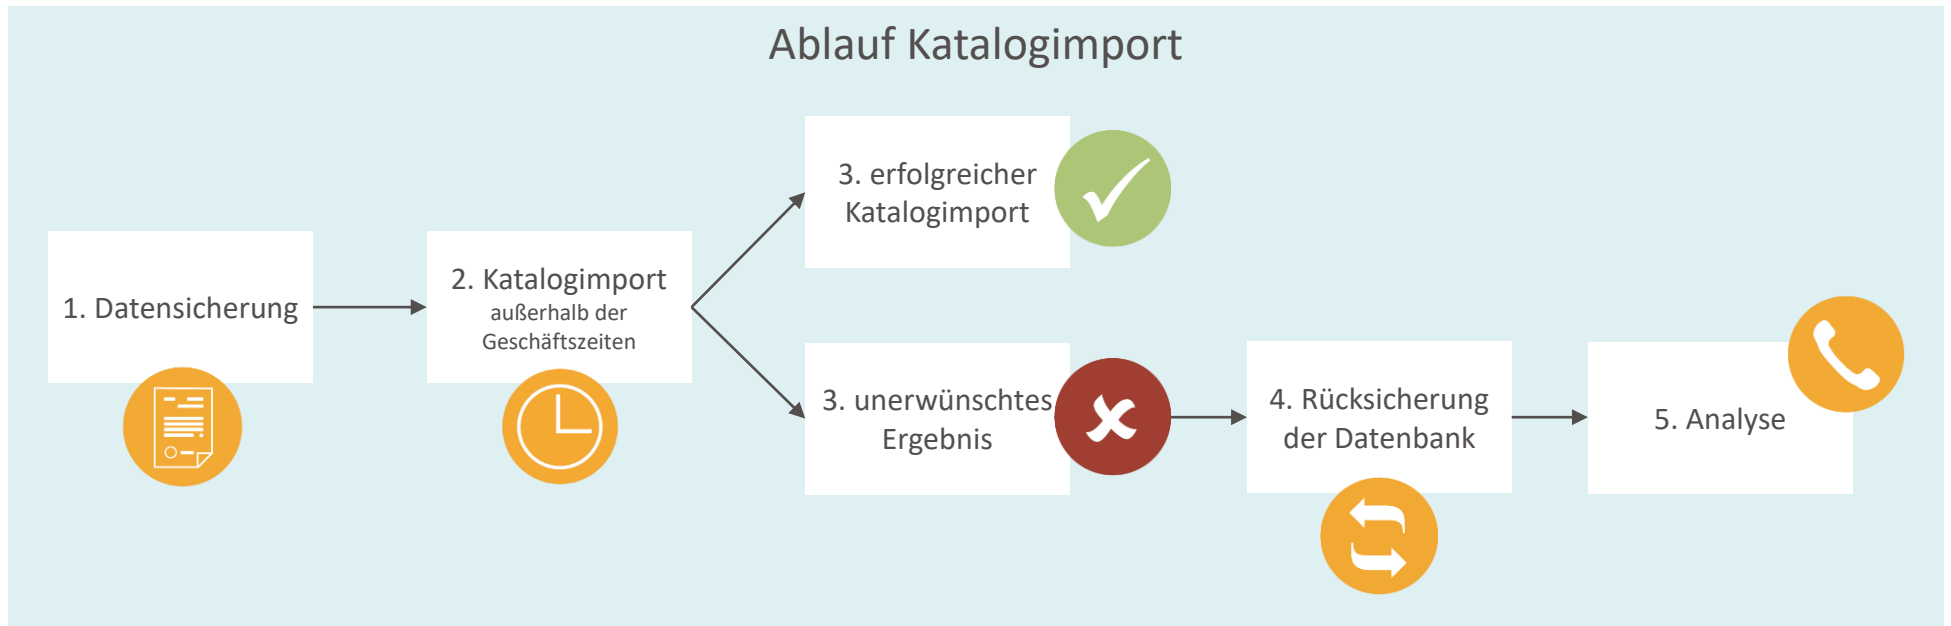 Ablauf Katalogimport
1. Datensicherung
2. Katalogimport
außerhalb der
Geschäftszeiten
3. erfolgreicher
Katalogimport
3. unerwünschtes
Ergebnis
4. Rücksicherung
der Datenbank
5. Analyse